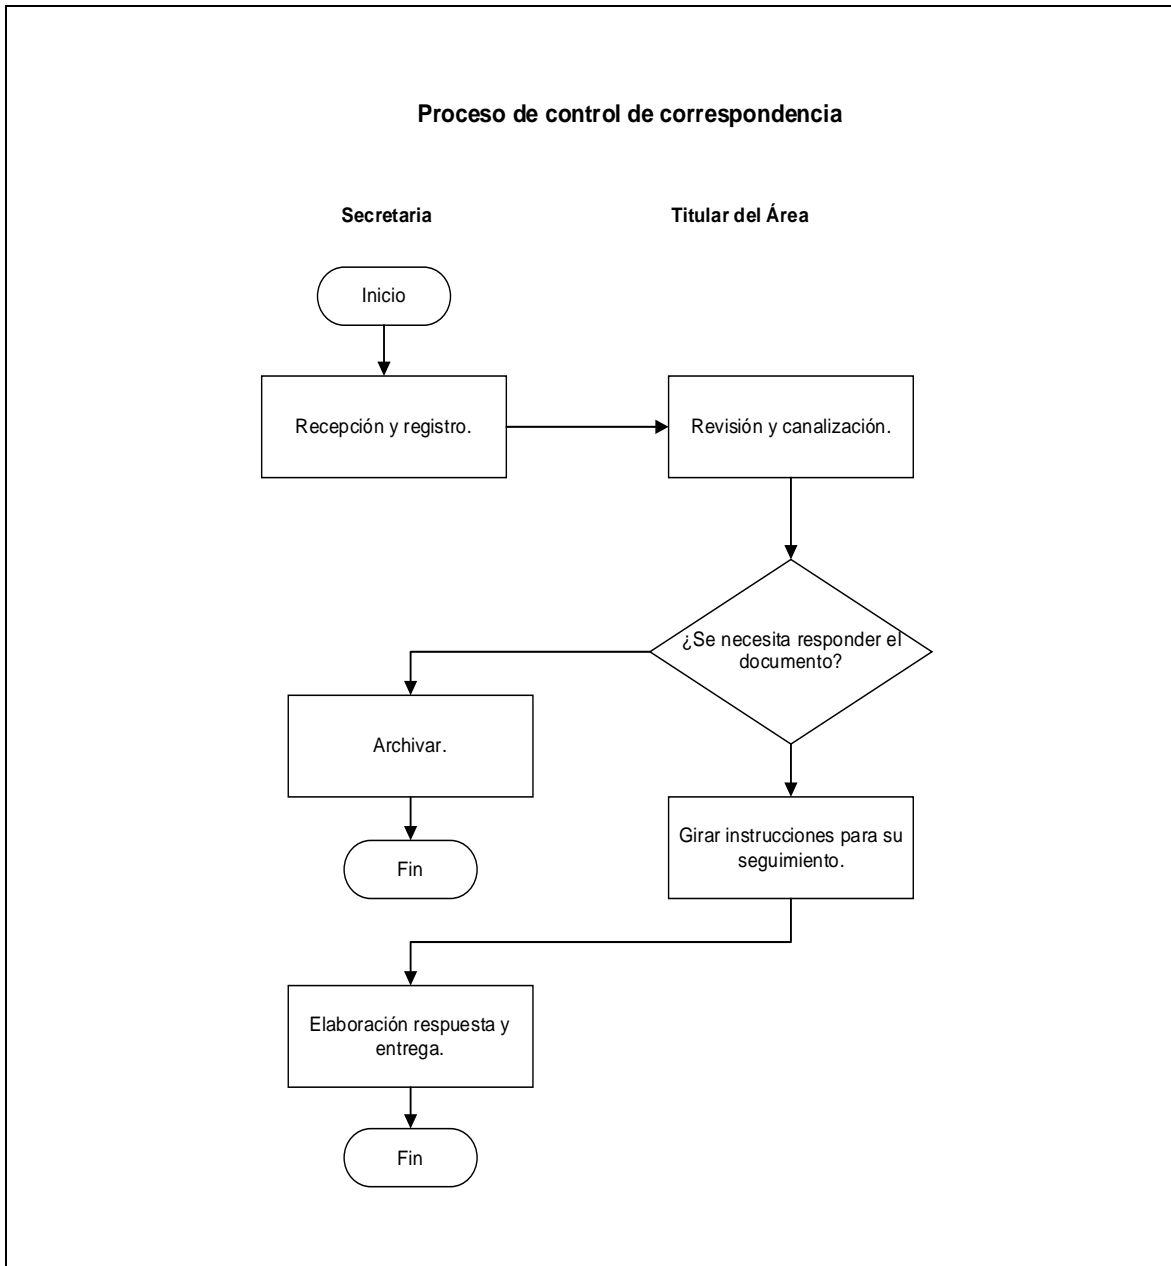 Proceso de control de correspondencia
Secretaria
Titular del Área
Inicio
Recepción y registro.
Revisión y canalización.
¿Se necesita responder el
documento?
Archivar.
Girar instrucciones para su
seguimiento.
Fin
Elaboración respuesta y
entrega.
Fin